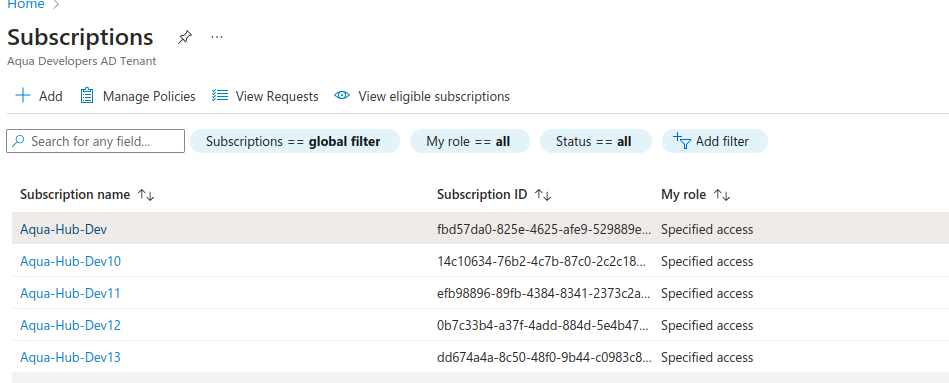 Home >
Subscriptions ...
Aqua Developers AD Tenant
+ Add Manage Policies View Requests View eligible subscriptions
Search for any field... Subscriptions == global filter My role == all Status == all Add filter
Subscription name ↑↓ Subscription ID ↑↓ My role ↑↓
Aqua-Hub-Dev fbd57da0-825e-4625-afe9-529889e... Specified access
Aqua-Hub-Dev10 14c10634-76b2-4c7b-87c0-2c2c18... Specified access
Aqua-Hub-Dev11 efb98896-89fb-4384-8341-2373c2a... Specified access
Aqua-Hub-Dev12 0b7c33b4-a37f-4add-884d-5e4b47... Specified access
Aqua-Hub-Dev13 dd674a4a-8c50-48f0-9b44-c0983c8... Specified access